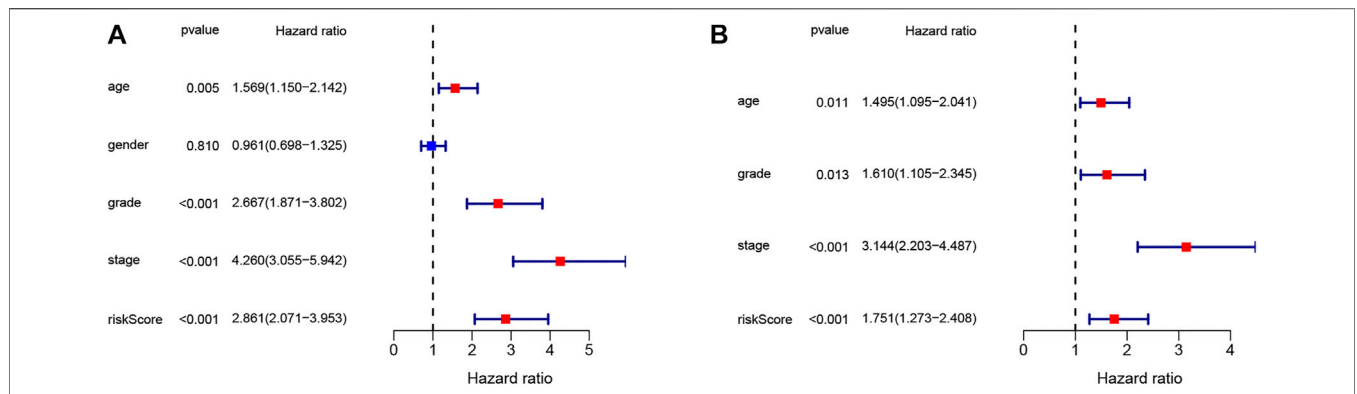 A
pvalue Hazard ratio
age 0.005 1.569(1.150−2.142)
gender 0.810 0.961(0.698−1.325)
grade <0.001 2.667(1.871−3.802)
stage <0.001 4.260(3.055−5.942)
riskScore <0.001 2.861(2.071−3.953)
0 1 2 3 4 5
Hazard ratio
B
pvalue Hazard ratio
age 0.011 1.495(1.095−2.041)
grade 0.013 1.610(1.105−2.345)
stage <0.001 3.144(2.203−4.487)
riskScore <0.001 1.751(1.273−2.408)
0 1 2 3 4
Hazard ratio